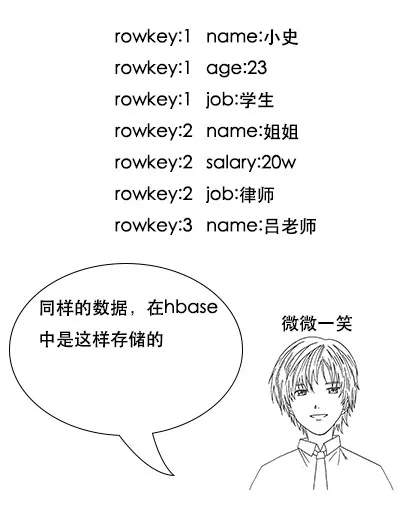 rowkey:1 name:小史
rowkey:1 age:23
rowkey:1 job:学生
rowkey:2 name:姐姐
rowkey:2 salary:20w
rowkey:2 job:律师
rowkey:3 name:吕老师
同样的数据，在hbase
中是这样存储的
微微一笑